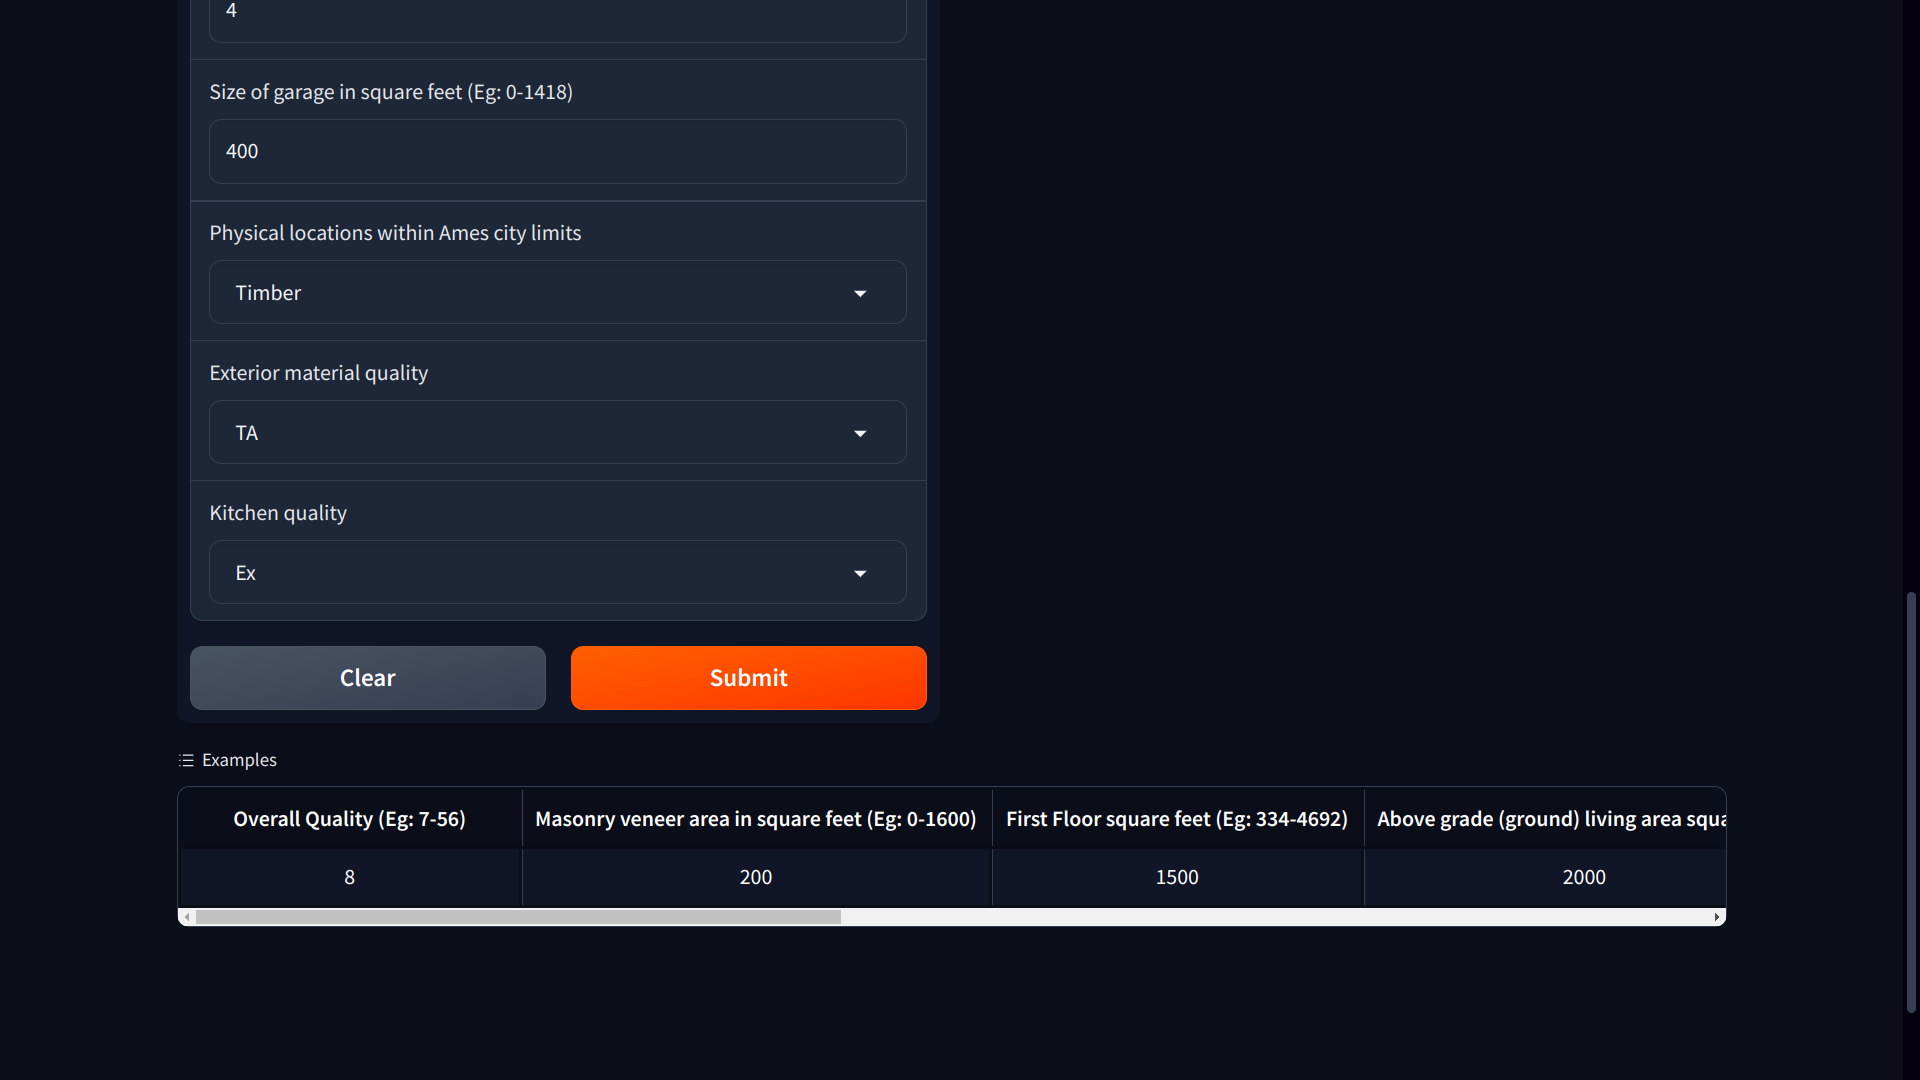 4
Size of garage in square feet (Eg: 0-1418)
400
Physical locations within Ames city limits
Timber
Exterior material quality
TA
Kitchen quality
Ex
Clear Submit
Examples
Overall Quality (Eg: 7-56) Masonry veneer area in square feet (Eg: 0-1600) First Floor square feet (Eg: 334-4692) Above grade (ground) living area squa
8 200 1500 2000